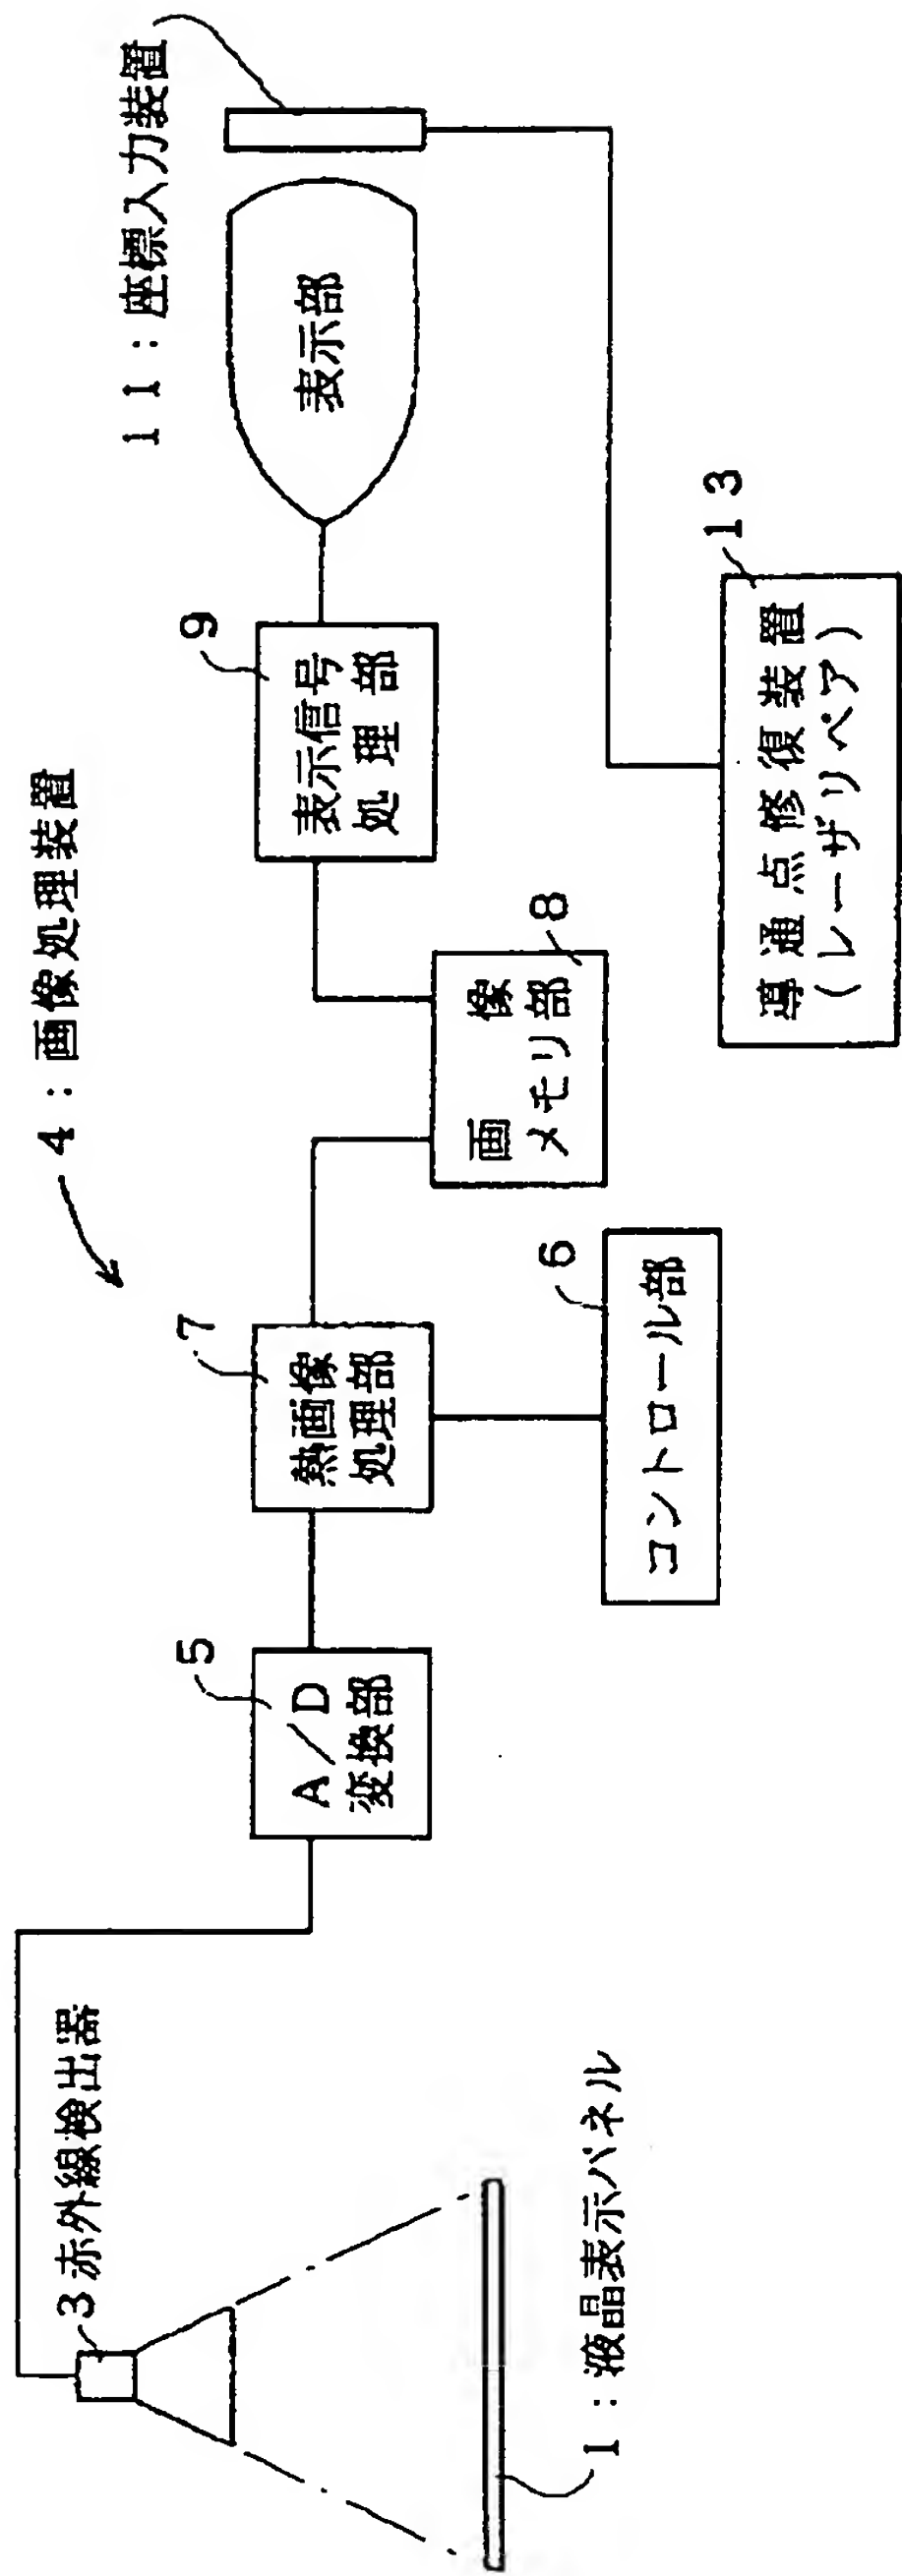 4：画像処理装置
3赤外線検出器
1：液晶表示パネル
5
A／D
変換部
7
熱画像
処理部
6
コントロール部
8
画像
メモリ部
9
表示信号
処理部
表示部
11：座標入力装置
13
導通点修復装置
(レーザリペア)